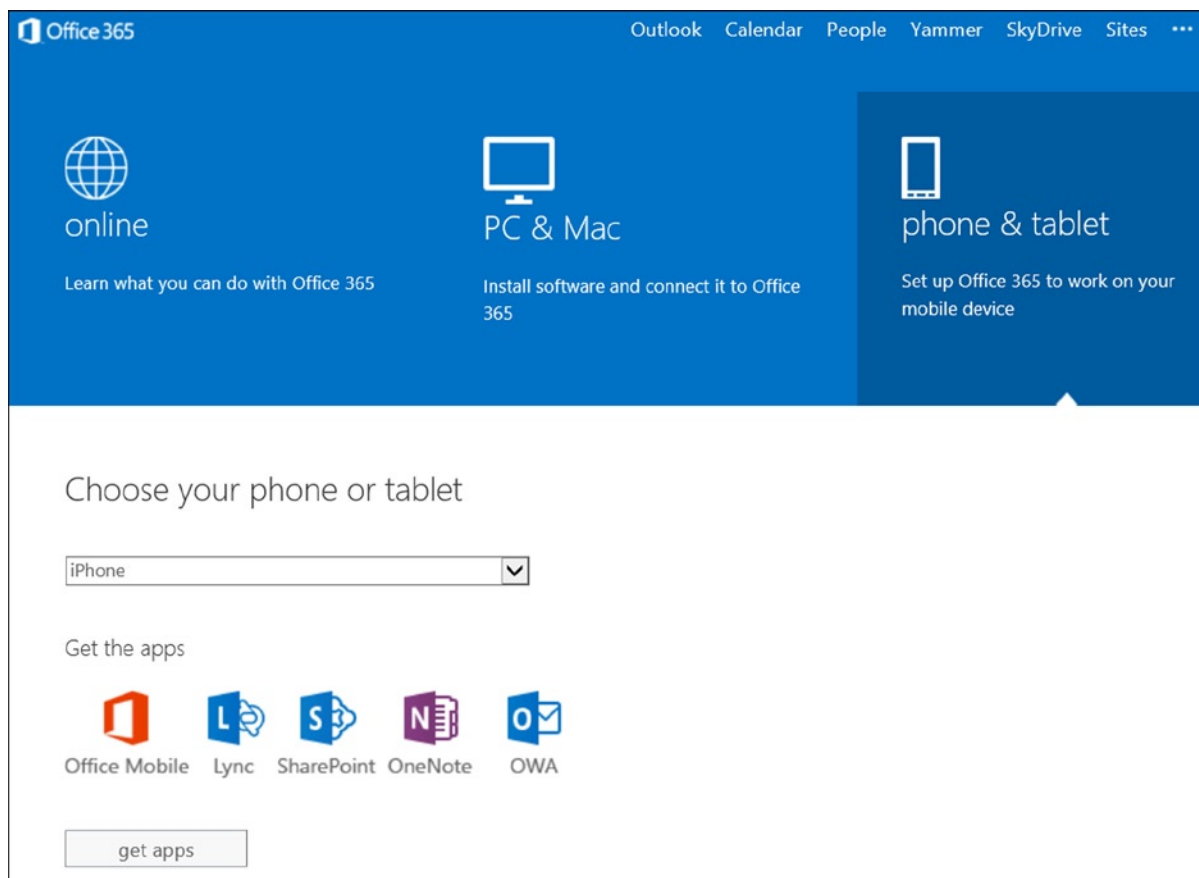 Office 365
Outlook Calendar People Yammer SkyDrive Sites •••
online
Learn what you can do with Office 365
PC & Mac
Install software and connect it to Office
365
phone & tablet
Set up Office 365 to work on your
mobile device
Choose your phone or tablet
iPhone
Get the apps
L S N O
Office Mobile Lync SharePoint OneNote OWA
get apps